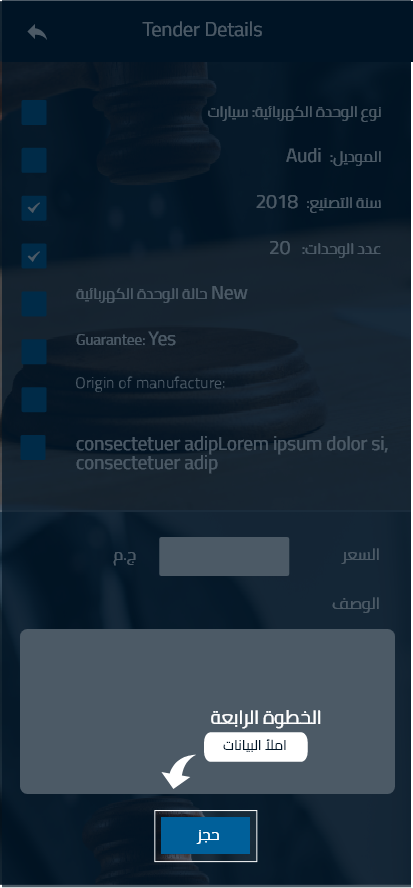 Tender Details
نوع الوحدة الكهربائية: سيارات
الموديل: Audi
سنة التصنيع: 2018
عدد الوحدات: 20
حالة الوحدة الكهربائية New
Guarantee: Yes
Origin of manufacture:
consectetuer adipLorem ipsum dolor si,
consectetuer adip
السعر ج.م
الوصف
الخطوة الرابعة
املأ البيانات
حجز